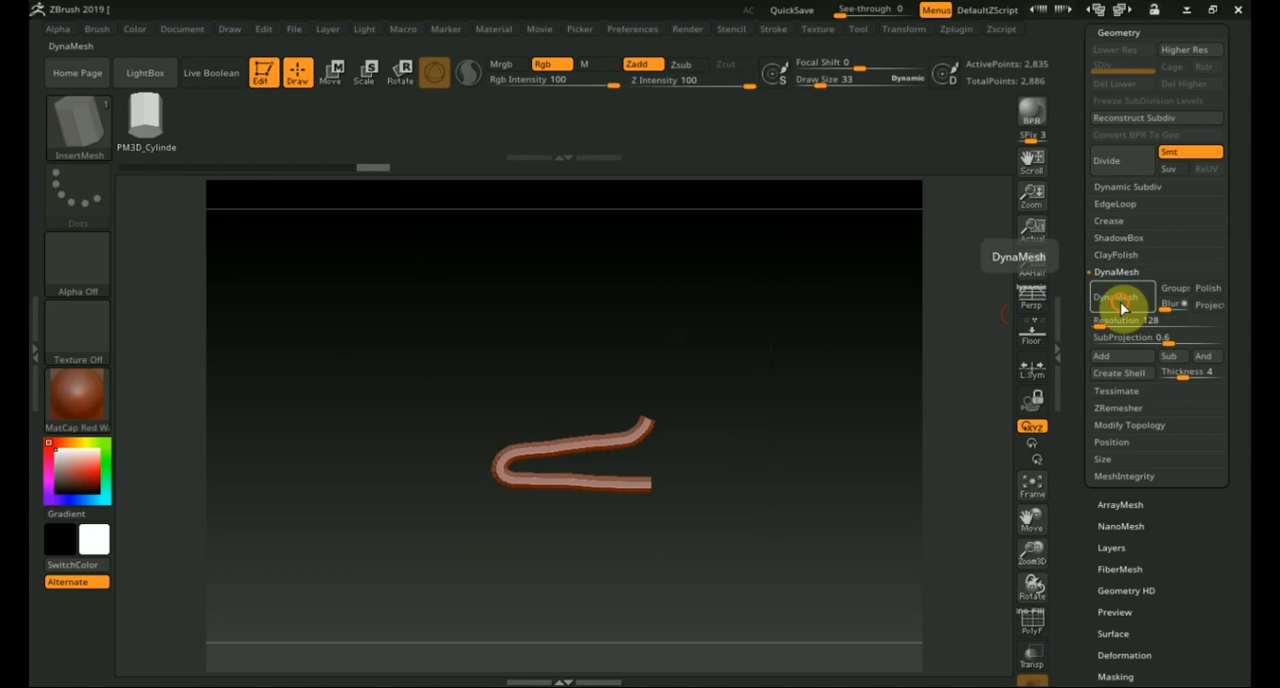 ZBrush 2019 [
AC QuickSave See-through 0 Menus DefaultZScript
Alpha Brush Color Document Draw Edit File Layer Light Macro Marker Material Movie Picker Preferences Render Stencil Stroke Texture Tool Transform Zplugin Zscript
DynaMesh
Home Page LightBox Live Boolean Edit Draw Move Scale Rotate
Mrgb Rgb M Zadd Zsub Zcut
Rgb Intensity 100 Z Intensity 100
Focal Shift 0
Draw Size 33 Dynamic
ActivePoints: 2,835
TotalPoints: 2,886
1
InsertMesh
PM3D_Cylinde
Dots
Alpha Off
Texture Off
MatCap Red Wa
Gradient
SwitchColor
Alternate
BPR
SPix 3
Scroll
Zoom
Actual
AAHalf
Dynamic
Persp
Floor
L.Sym
XYZ
Frame
Move
Zoom3D
Rotate
Line Fill
PolyF
Transp
DynaMesh
Geometry
Lower Res Higher Res
SDiv Cage Rstr
Del Lower Del Higher
Freeze SubDivision Levels
Reconstruct Subdiv
Convert BPR To Geo
Divide Smt
Suv ReUV
Dynamic Subdiv
EdgeLoop
Crease
ShadowBox
ClayPolish
DynaMesh
DynaMesh Groups Polish
Blur Project
Resolution 128
SubProjection 0.6
Add Sub And
Create Shell Thickness 4
Tessimate
ZRemesher
Modify Topology
Position
Size
MeshIntegrity
ArrayMesh
NanoMesh
Layers
FiberMesh
Geometry HD
Preview
Surface
Deformation
Masking